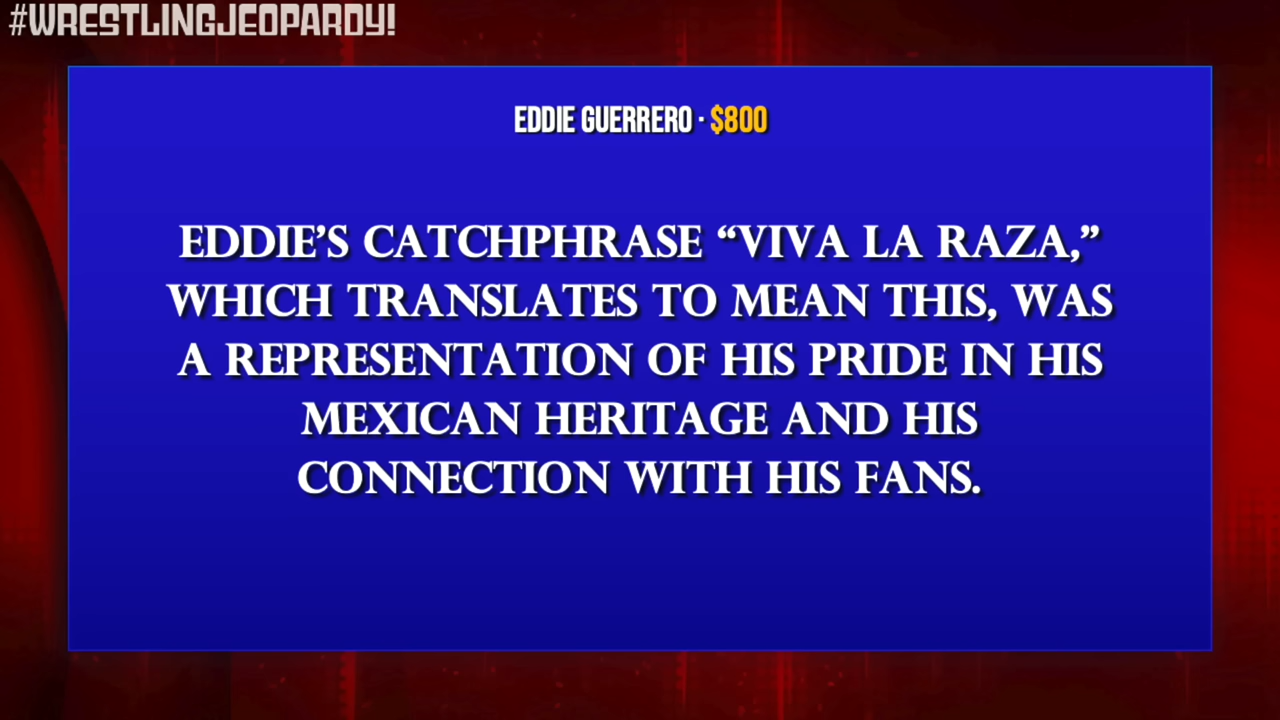 #WRESTLINGJEOPARDY!
EDDIE GUERRERO · $800
EDDIE’S CATCHPHRASE “VIVA LA RAZA,”
WHICH TRANSLATES TO MEAN THIS, WAS
A REPRESENTATION OF HIS PRIDE IN HIS
MEXICAN HERITAGE AND HIS
CONNECTION WITH HIS FANS.